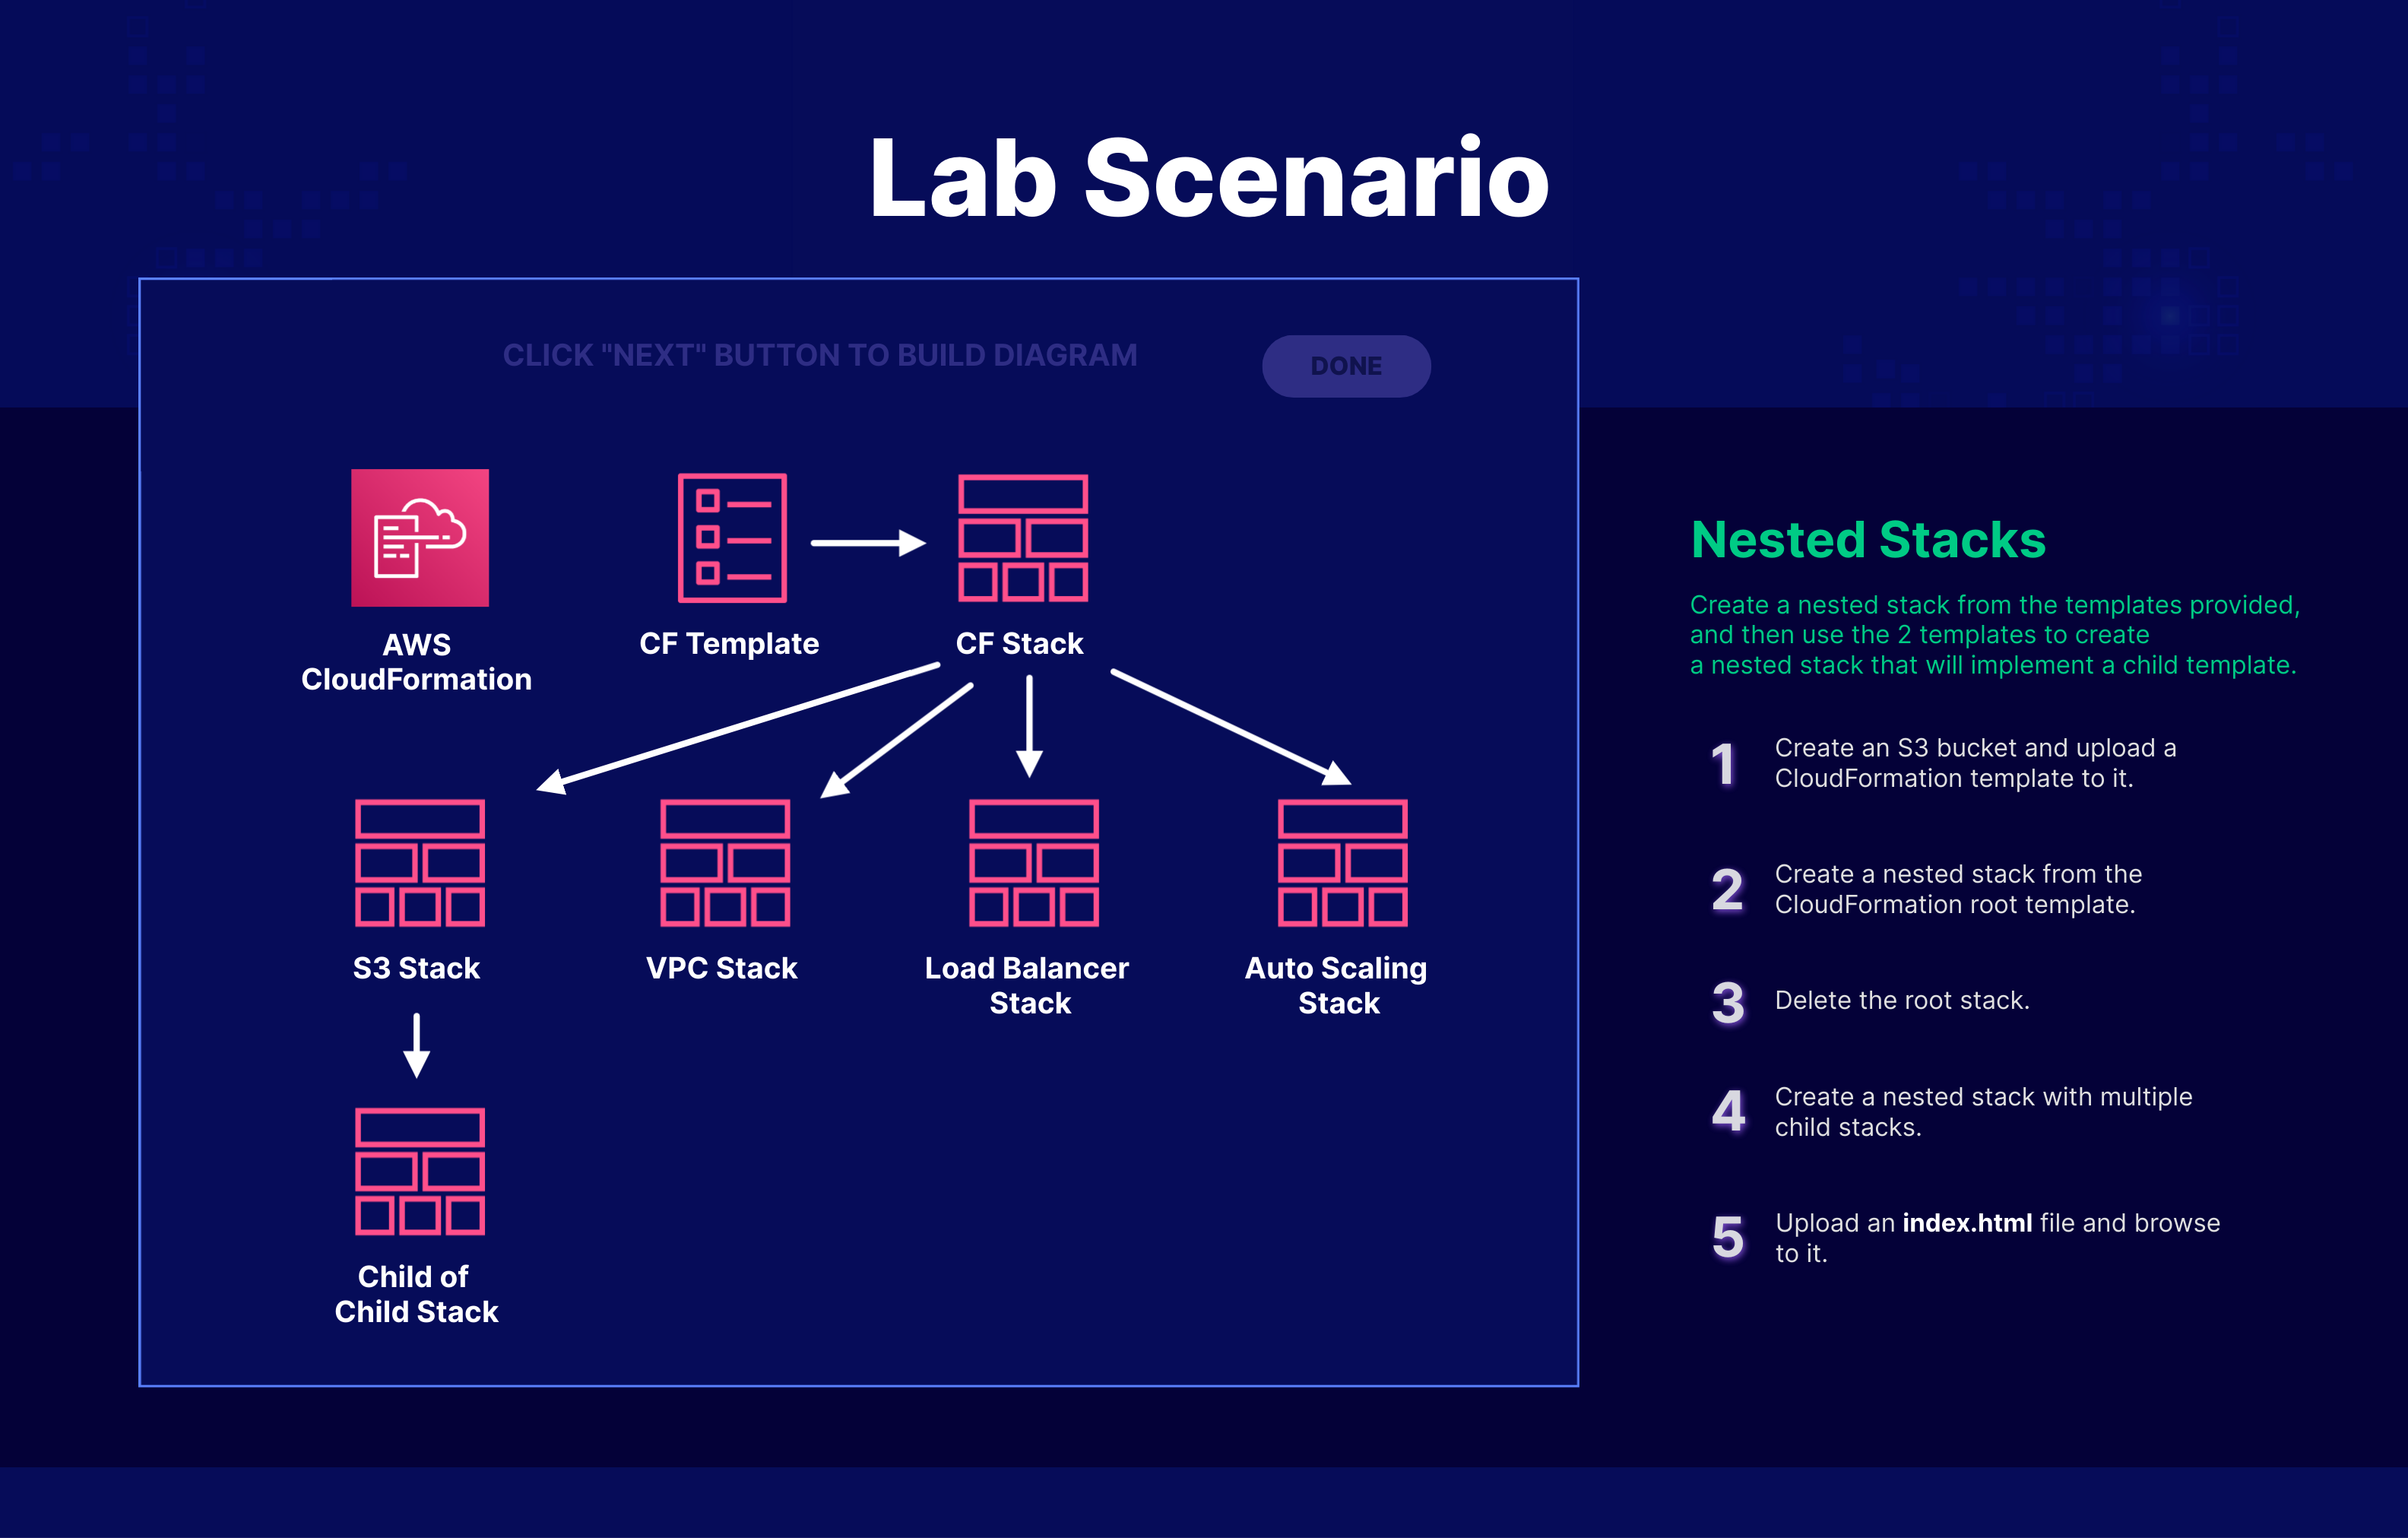 Lab Scenario
CLICK "NEXT" BUTTON TO BUILD DIAGRAM
DONE
AWS
CloudFormation
CF Template
CF Stack
S3 Stack
VPC Stack
Load Balancer
Stack
Auto Scaling
Stack
Child of
Child Stack
Nested Stacks
Create a nested stack from the templates provided,
and then use the 2 templates to create
a nested stack that will implement a child template.
1 Create an S3 bucket and upload a
CloudFormation template to it.
2 Create a nested stack from the
CloudFormation root template.
3 Delete the root stack.
4 Create a nested stack with multiple
child stacks.
5 Upload an index.html file and browse
to it.